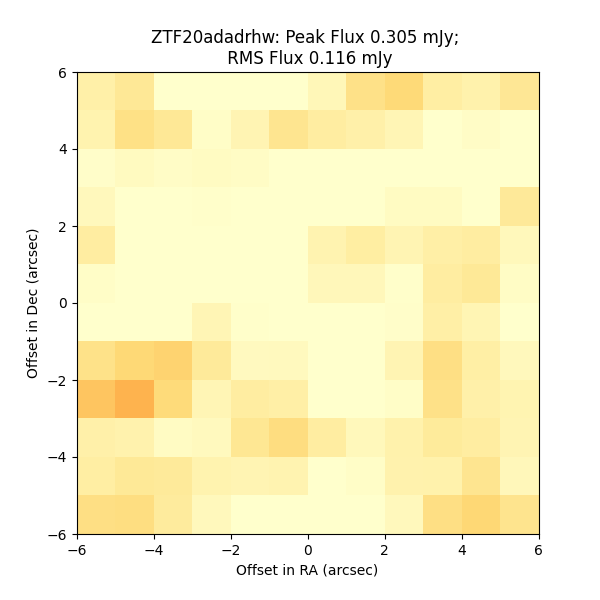 ZTF20adadrhw: Peak Flux 0.305 mJy;
RMS Flux 0.116 mJy
6
4
2
0
−2
−4
−6
Offset in Dec (arcsec)
−6 −4 −2 0 2 4 6
Offset in RA (arcsec)